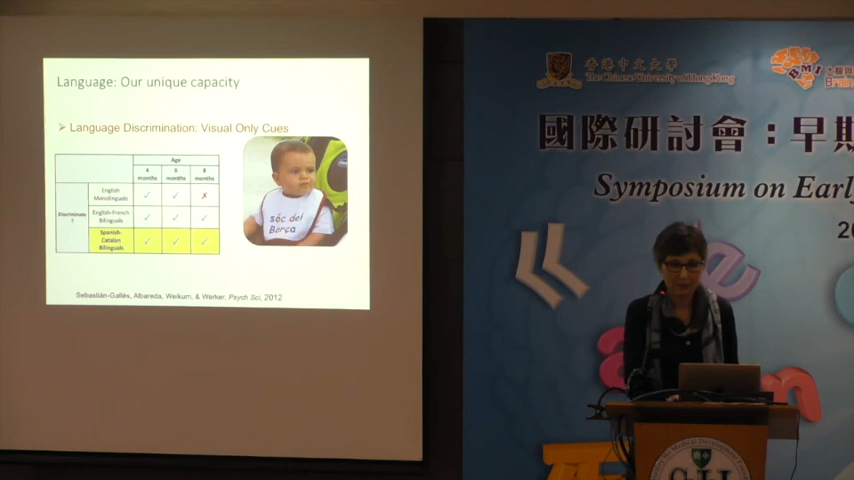 Language: Our unique capacity
➢ Language Discrimination: Visual Only Cues
Age
4 months
6 months
8 months
Discriminate?
English Monolinguals ✓ ✓ ✗
English-French Bilinguals ✓ ✓ ✓
Spanish-Catalan Bilinguals ✓ ✓ ✓
sóc del
Barça
Sebastián-Gallés, Albareda, Weikum, & Werker, Psych Sci, 2012
香港中文大學
The Chinese University of Hong Kong
BMI
國際研討會：早期
Symposium on Early
20